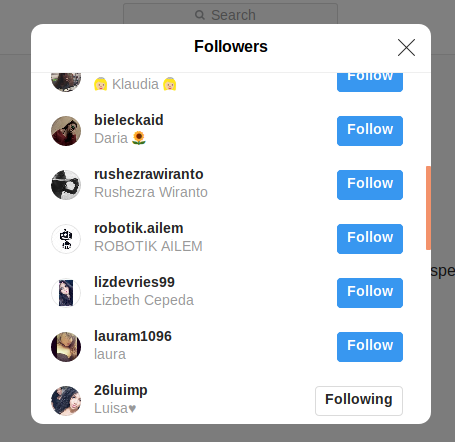 Search
Followers
👱‍♀️ Klaudia 👱‍♀️
Follow
bieleckaid
Daria 🌻
Follow
rushezrawiranto
Rushezra Wiranto
Follow
robotik.ailem
ROBOTIK AILEM
Follow
spe
lizdevries99
Lizbeth Cepeda
Follow
lauram1096
laura
Follow
26luimp
Luisa♥
Following